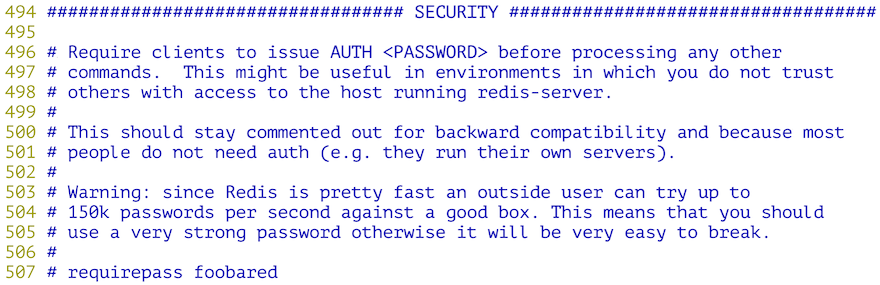 494 ################################## SECURITY ###################################
495
496 # Require clients to issue AUTH <PASSWORD> before processing any other
497 # commands.  This might be useful in environments in which you do not trust
498 # others with access to the host running redis-server.
499 #
500 # This should stay commented out for backward compatibility and because most
501 # people do not need auth (e.g. they run their own servers).
502 #
503 # Warning: since Redis is pretty fast an outside user can try up to
504 # 150k passwords per second against a good box. This means that you should
505 # use a very strong password otherwise it will be very easy to break.
506 #
507 # requirepass foobared